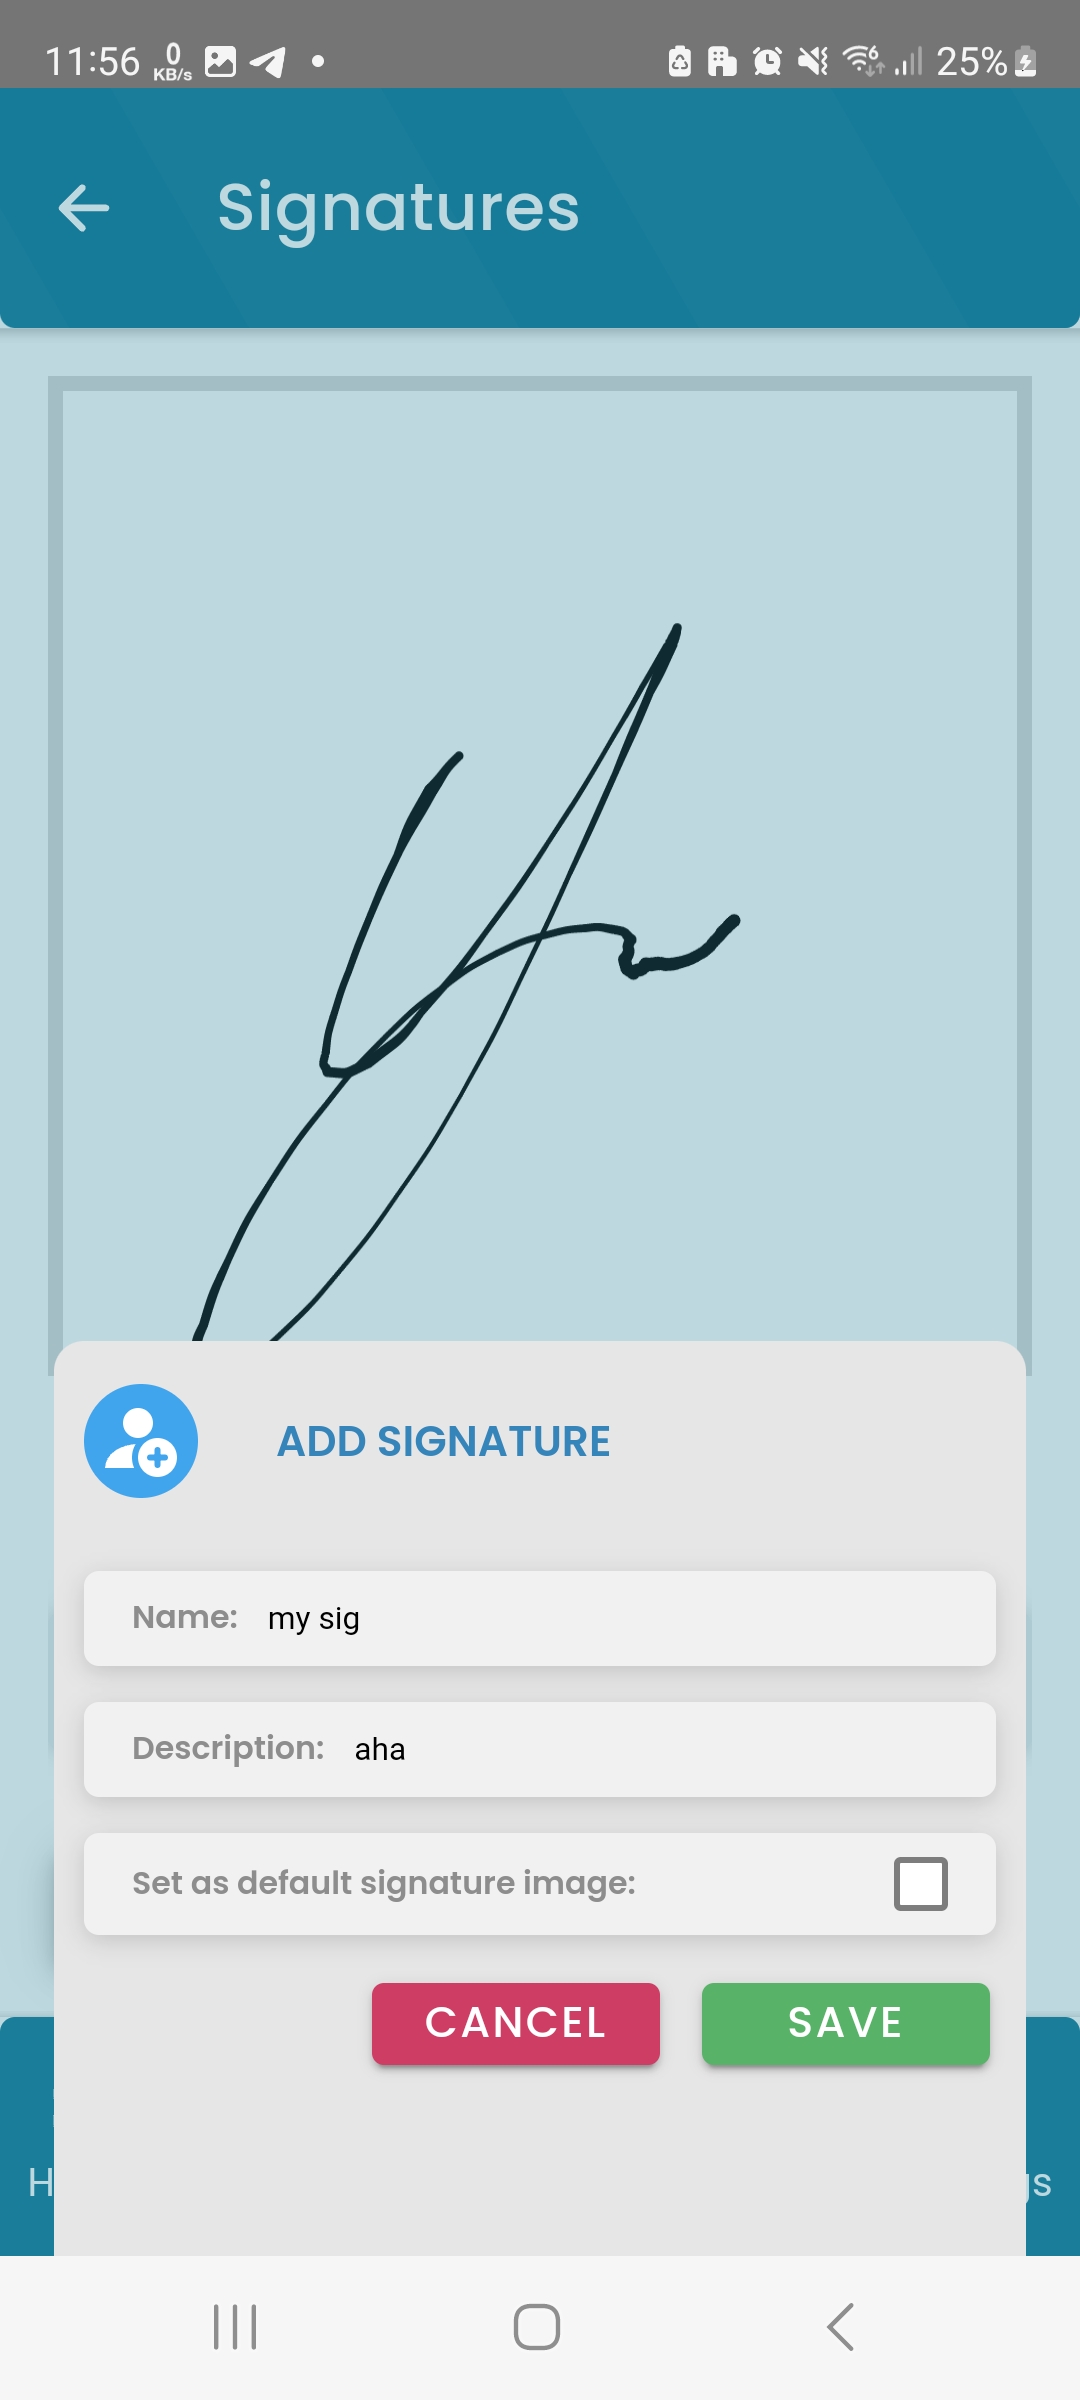 11:56 0 KB/s 6 25%
Signatures
ADD SIGNATURE
Name: my sig
Description: aha
Set as default signature image:
CANCEL SAVE